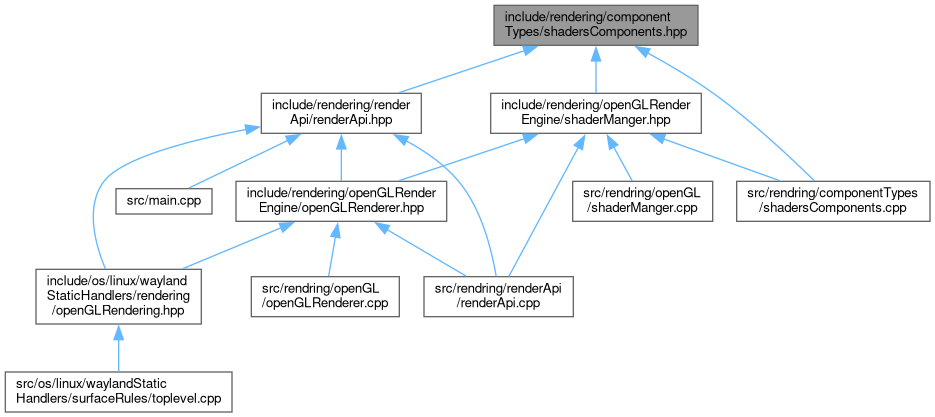 include/rendering/component
Types/shadersComponents.hpp
include/rendering/render
Api/renderApi.hpp
include/rendering/openGLRender
Engine/shaderManger.hpp
src/main.cpp
include/rendering/openGLRender
Engine/openGLRenderer.hpp
src/rendring/openGL
/shaderManger.cpp
src/rendring/componentTypes
/shadersComponents.cpp
include/os/linux/wayland
StaticHandlers/rendering
/openGLRendering.hpp
src/rendring/openGL
/openGLRenderer.cpp
src/rendring/renderApi
/renderApi.cpp
src/os/linux/waylandStatic
Handlers/surfaceRules/toplevel.cpp